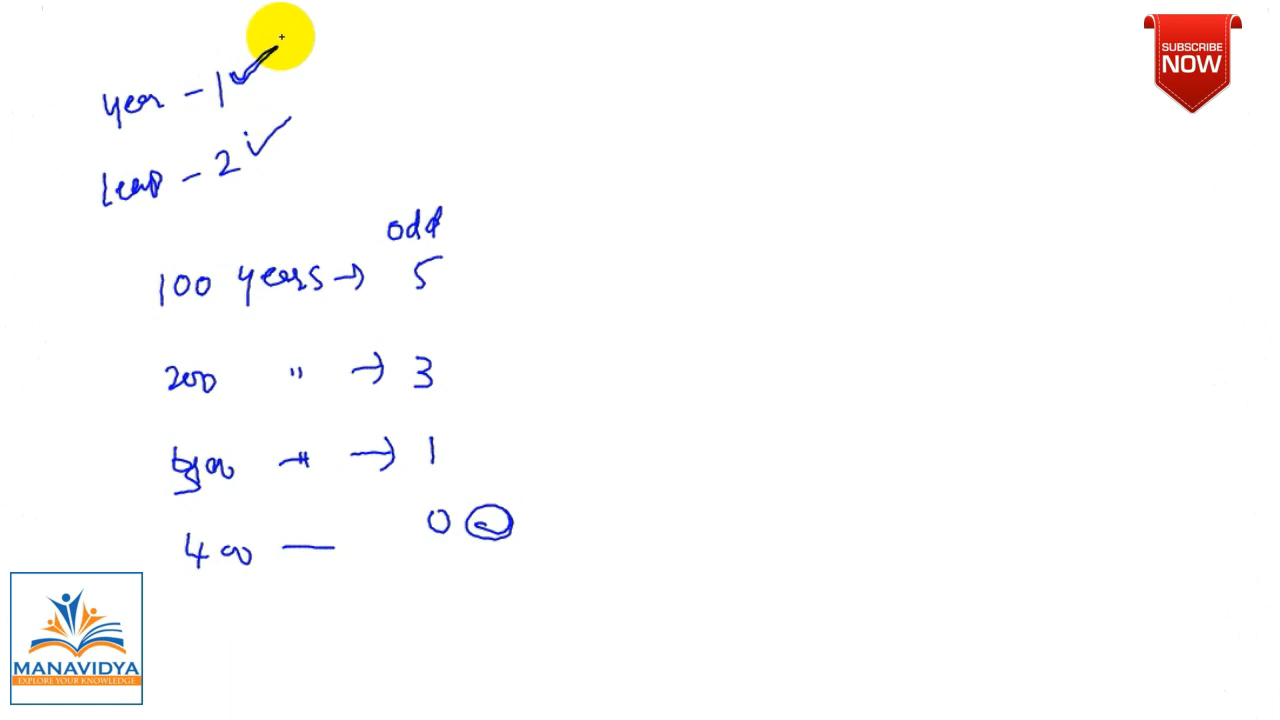 year - 1
leap - 2
odd
100 years → 5
200 " → 3
300 " → 1
400 — 0
SUBSCRIBE
NOW
MANAVIDYA
EXPLORE YOUR KNOWLEDGE